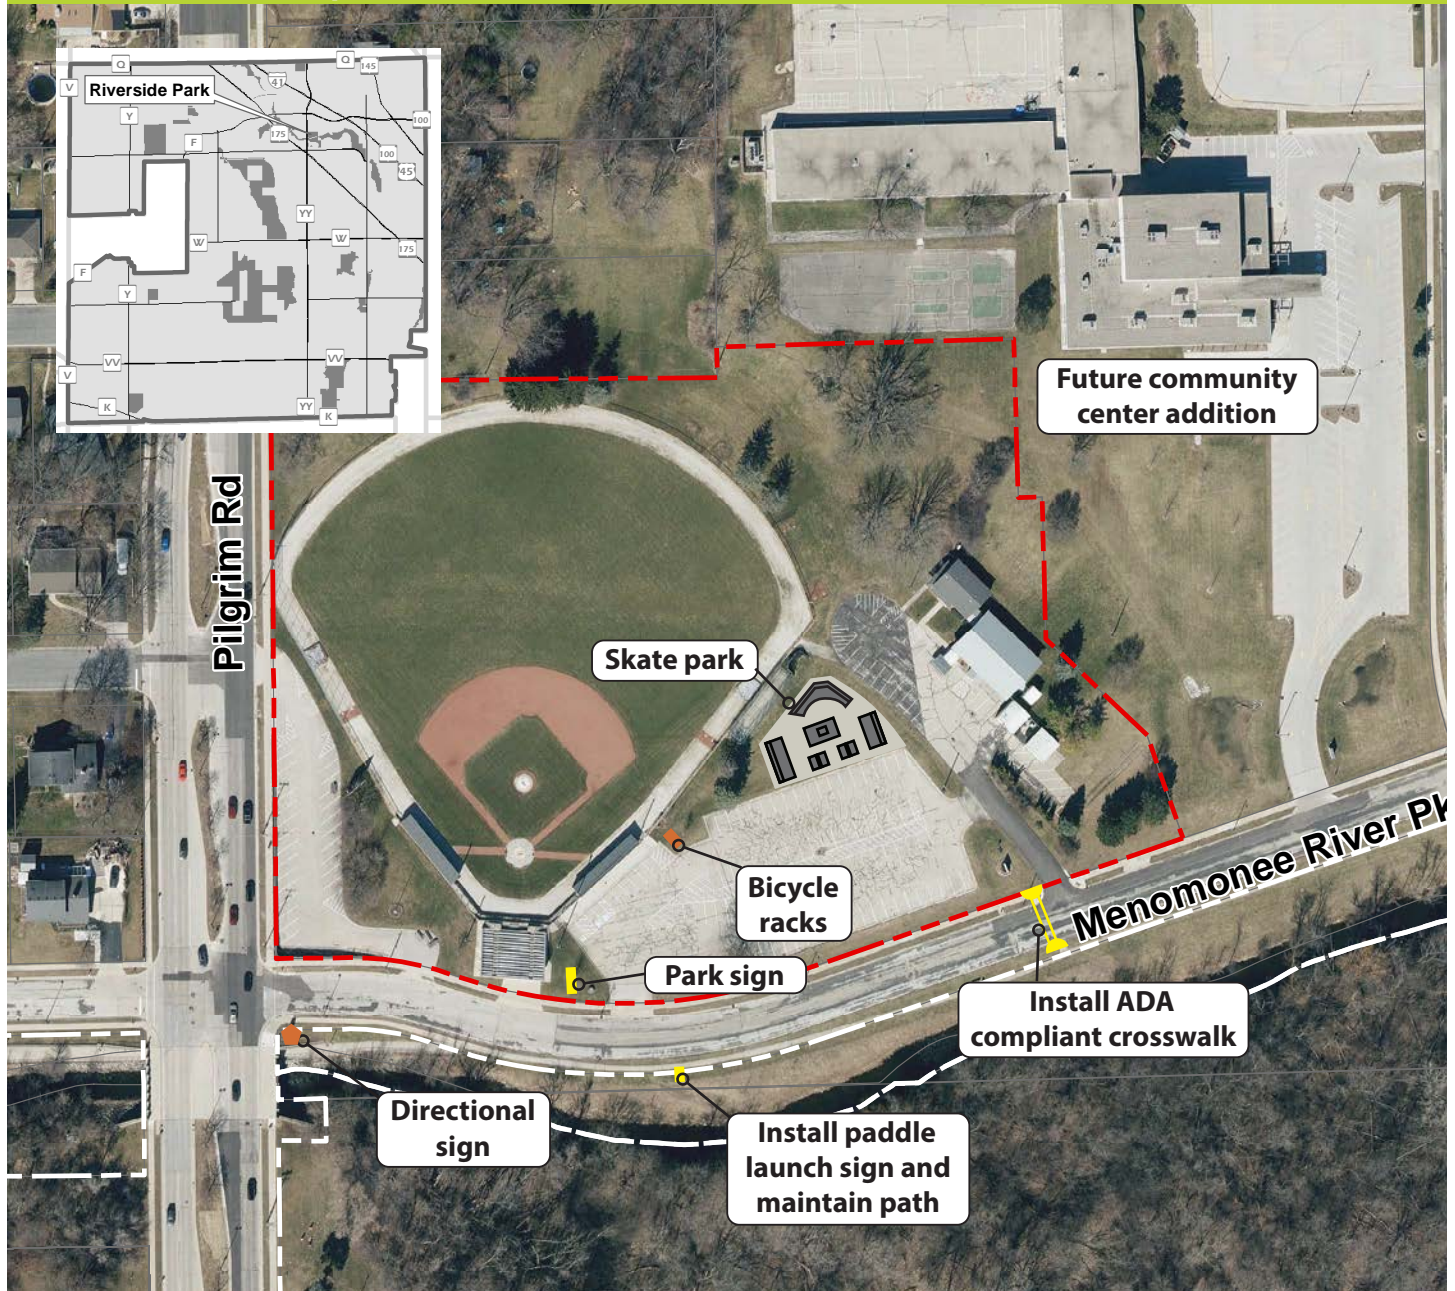 Q
Q
145
V
41
Riverside Park
Y
100
175
F
100
45
YY
W
W
175
F
Y
VV
VV
V
K
YY
K
Future community
center addition
Pilgrim Rd
Skate park
Menomonee River Pk
Bicycle
racks
Park sign
Install ADA
compliant crosswalk
Directional
sign
Install paddle
launch sign and
maintain path